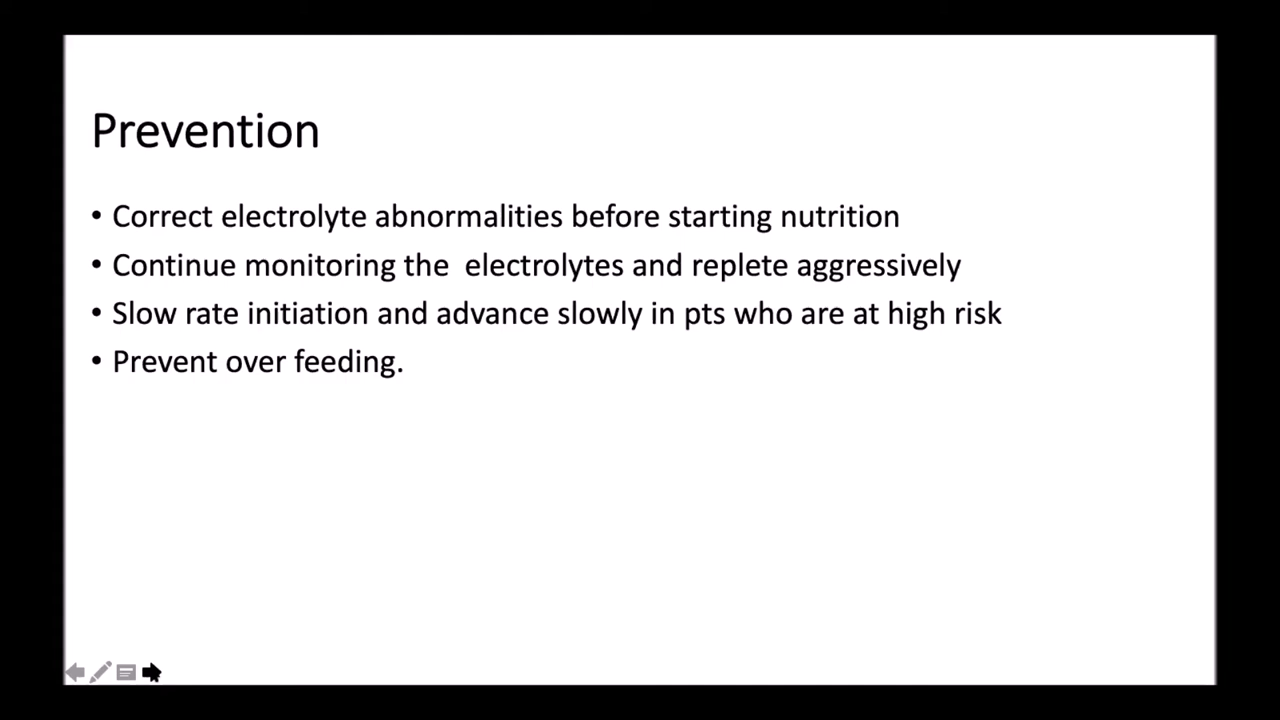 Prevention
• Correct electrolyte abnormalities before starting nutrition
• Continue monitoring the  electrolytes and replete aggressively
• Slow rate initiation and advance slowly in pts who are at high risk
• Prevent over feeding.